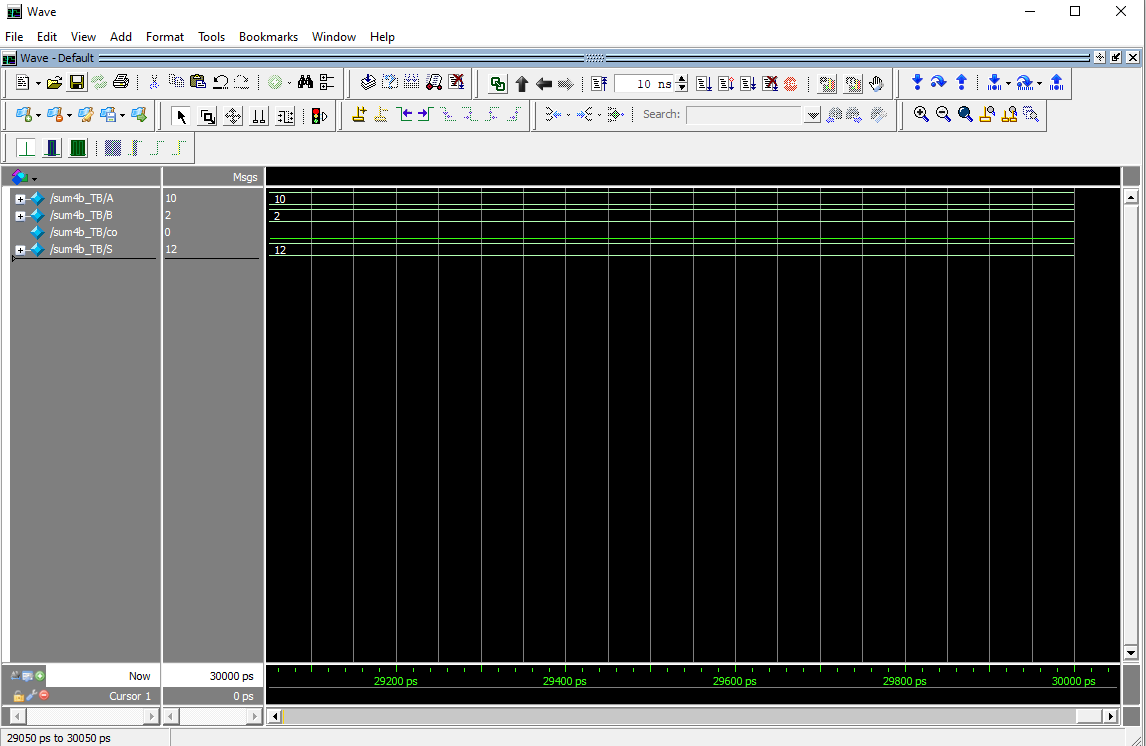 Wave
File Edit View Add Format Tools Bookmarks Window Help
Wave - Default
10 ns
Search:
Msgs
/sum4b_TB/A 10 10
/sum4b_TB/B 2 2
/sum4b_TB/co 0
/sum4b_TB/S 12 12
Now 30000 ps
Cursor 1 0 ps
29200 ps 29400 ps 29600 ps 29800 ps 30000 ps
29050 ps to 30050 ps